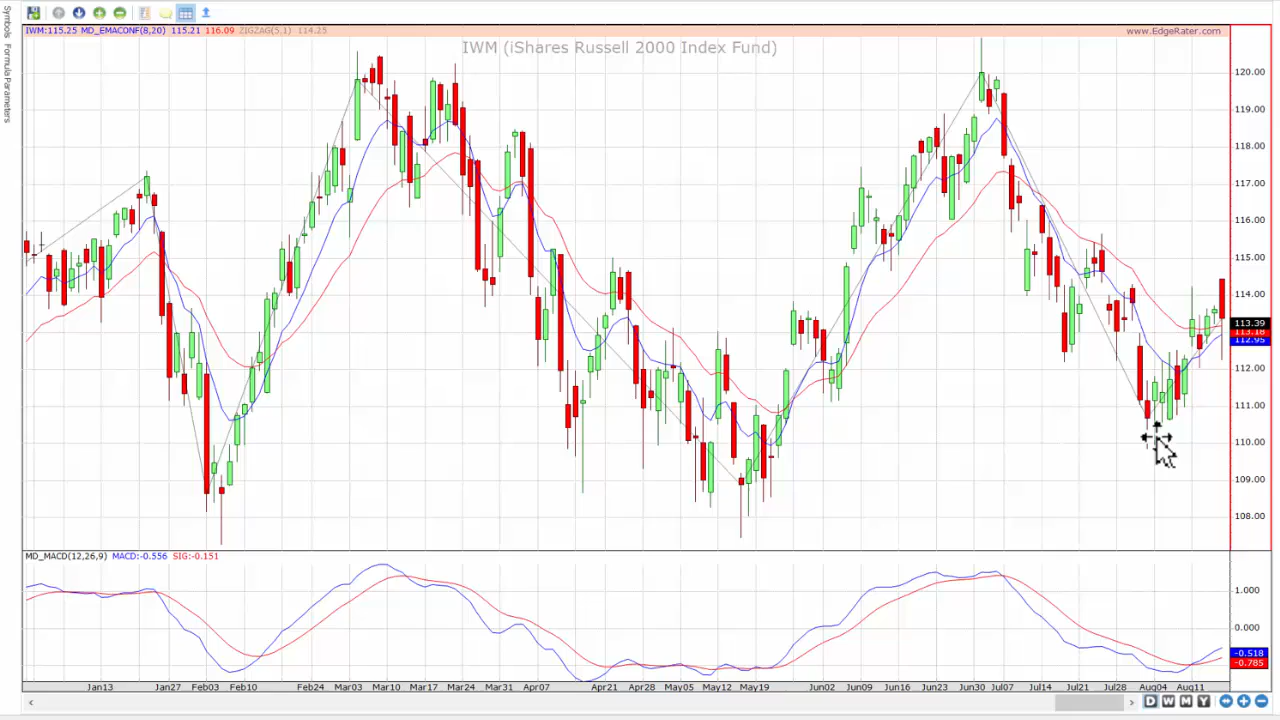 Symbols
Formula Parameters
IWM:115.25 MD_EMACONF(8,20) 115.21 116.09 ZIGZAG(5,1) 114.25
www.EdgeRater.com
IWM (iShares Russell 2000 Index Fund)
120.00
119.00
118.00
117.00
116.00
115.00
114.00
113.39
113.18
112.95
112.00
111.00
110.00
109.00
108.00
MD_MACD(12,26,9) MACD:-0.556 SIG:-0.151
1.000
0.000
-0.518
-0.785
Jan13 Jan27 Feb03 Feb10 Feb24 Mar03 Mar10 Mar17 Mar24 Mar31 Apr07 Apr21 Apr28 May05 May12 May19 Jun02 Jun09 Jun16 Jun23 Jun30 Jul07 Jul14 Jul21 Jul28 Aug04 Aug11
D W M Y